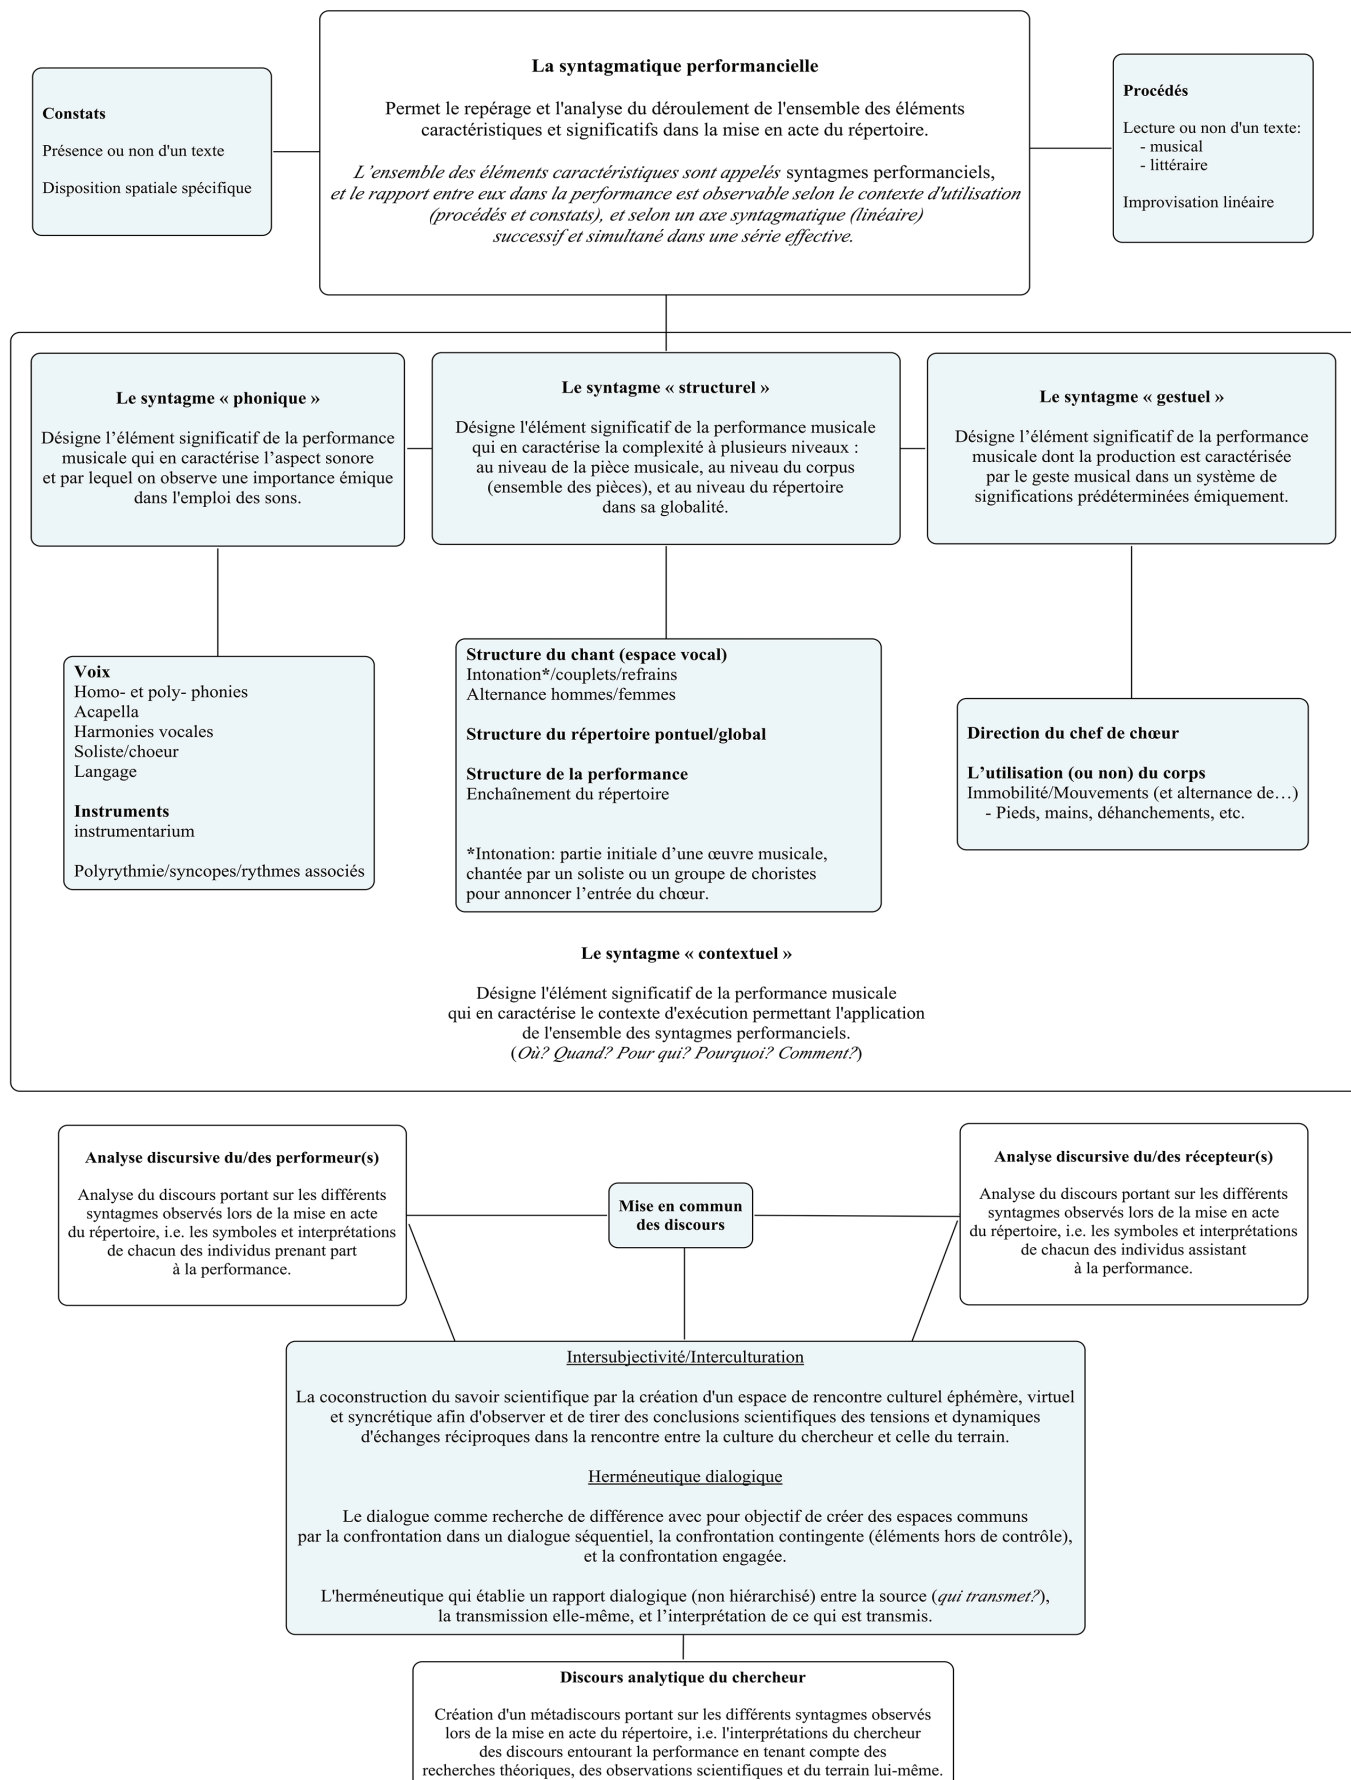 La syntagmatique performancielle
Permet le repérage et l'analyse du déroulement de l'ensemble des éléments
caractéristiques et significatifs dans la mise en acte du répertoire.
L'ensemble des éléments caractéristiques sont appelés syntagmes performanciels,
et le rapport entre eux dans la performance est observable selon le contexte d'utilisation
(procédés et constats), et selon un axe syntagmatique (linéaire)
successif et simultané dans une série effective.
Constats
Présence ou non d'un texte
Disposition spatiale spécifique
Procédés
Lecture ou non d'un texte:
- musical
- littéraire
Improvisation linéaire
Le syntagme « phonique »
Désigne l’élément significatif de la performance
musicale qui en caractérise l’aspect sonore
et par lequel on observe une importance émique
dans l'emploi des sons.
Le syntagme « structurel »
Désigne l'élément significatif de la performance musicale
qui en caractérise la complexité à plusieurs niveaux :
au niveau de la pièce musicale, au niveau du corpus
(ensemble des pièces), et au niveau du répertoire
dans sa globalité.
Le syntagme « gestuel »
Désigne l’élément significatif de la performance
musicale dont la production est caractérisée
par le geste musical dans un système de
significations prédéterminées émiquement.
Voix
Homo- et poly- phonies
Acapella
Harmonies vocales
Soliste/choeur
Langage
Instruments
instrumentarium
Polyrythmie/syncopes/rythmes associés
Structure du chant (espace vocal)
Intonation*/couplets/refrains
Alternance hommes/femmes
Structure du répertoire pontuel/global
Structure de la performance
Enchaînement du répertoire
*Intonation: partie initiale d’une œuvre musicale,
chantée par un soliste ou un groupe de choristes
pour annoncer l’entrée du chœur.
Direction du chef de chœur
L’utilisation (ou non) du corps
Immobilité/Mouvements (et alternance de…)
- Pieds, mains, déhanchements, etc.
Le syntagme « contextuel »
Désigne l'élément significatif de la performance musicale
qui en caractérise le contexte d'exécution permettant l'application
de l'ensemble des syntagmes performanciels.
(Où? Quand? Pour qui? Pourquoi? Comment?)
Analyse discursive du/des performeur(s)
Analyse du discours portant sur les différents
syntagmes observés lors de la mise en acte
du répertoire, i.e. les symboles et interprétations
de chacun des individus prenant part
à la performance.
Mise en commun
des discours
Analyse discursive du/des récepteur(s)
Analyse du discours portant sur les différents
syntagmes observés lors de la mise en acte
du répertoire, i.e. les symboles et interprétations
de chacun des individus assistant
à la performance.
Intersubjectivité/Interculturation
La coconstruction du savoir scientifique par la création d'un espace de rencontre culturel éphémère, virtuel
et syncrétique afin d'observer et de tirer des conclusions scientifiques des tensions et dynamiques
d'échanges réciproques dans la rencontre entre la culture du chercheur et celle du terrain.
Herméneutique dialogique
Le dialogue comme recherche de différence avec pour objectif de créer des espaces communs
par la confrontation dans un dialogue séquentiel, la confrontation contingente (éléments hors de contrôle),
et la confrontation engagée.
L'herméneutique qui établie un rapport dialogique (non hiérarchisé) entre la source (qui transmet?),
la transmission elle-même, et l’interprétation de ce qui est transmis.
Discours analytique du chercheur
Création d'un métadiscours portant sur les différents syntagmes observés
lors de la mise en acte du répertoire, i.e. l'interprétations du chercheur
des discours entourant la performance en tenant compte des
recherches théoriques, des observations scientifiques et du terrain lui-même.